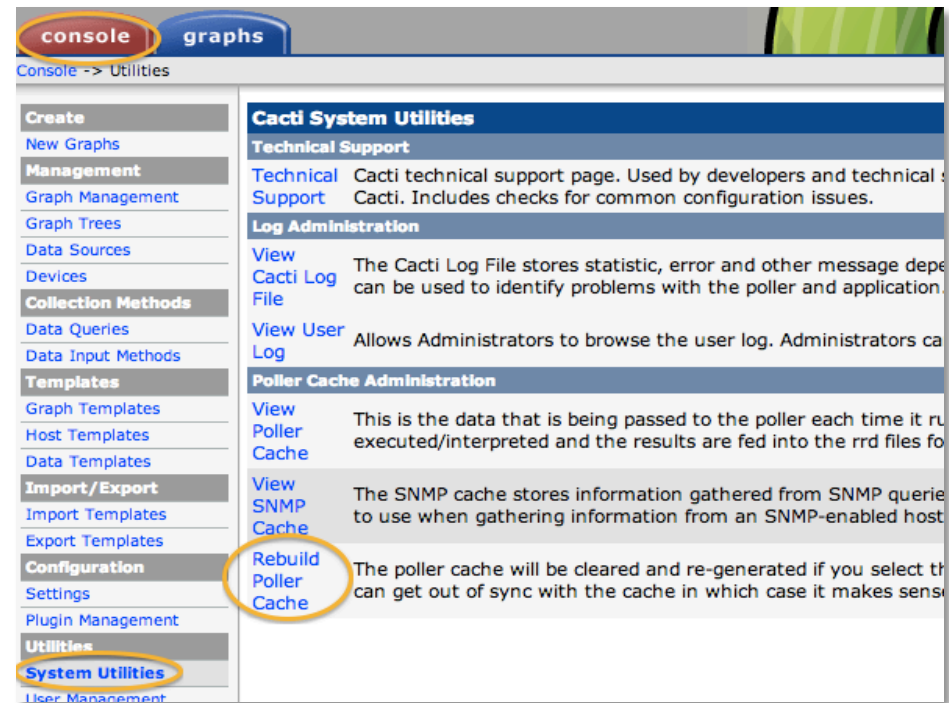 console graphs
Console -> Utilities
Create
New Graphs
Management
Graph Management
Graph Trees
Data Sources
Devices
Collection Methods
Data Queries
Data Input Methods
Templates
Graph Templates
Host Templates
Data Templates
Import/Export
Import Templates
Export Templates
Configuration
Settings
Plugin Management
Utilities
System Utilities
User Management
Cacti System Utilities
Technical Support
Technical
Support
Cacti technical support page. Used by developers and technical
Cacti. Includes checks for common configuration issues.
Log Administration
View
Cacti Log
File
The Cacti Log File stores statistic, error and other message
can be used to identify problems with the poller and application.
View User
Log
Allows Administrators to browse the user log. Administrators
Poller Cache Administration
View
Poller
Cache
This is the data that is being passed to the poller each time it
executed/interpreted and the results are fed into the rrd files
View
SNMP
Cache
The SNMP cache stores information gathered from SNMP
to use when gathering information from an SNMP-enabled host
Rebuild
Poller
Cache
The poller cache will be cleared and re-generated if you select
can get out of sync with the cache in which case it makes